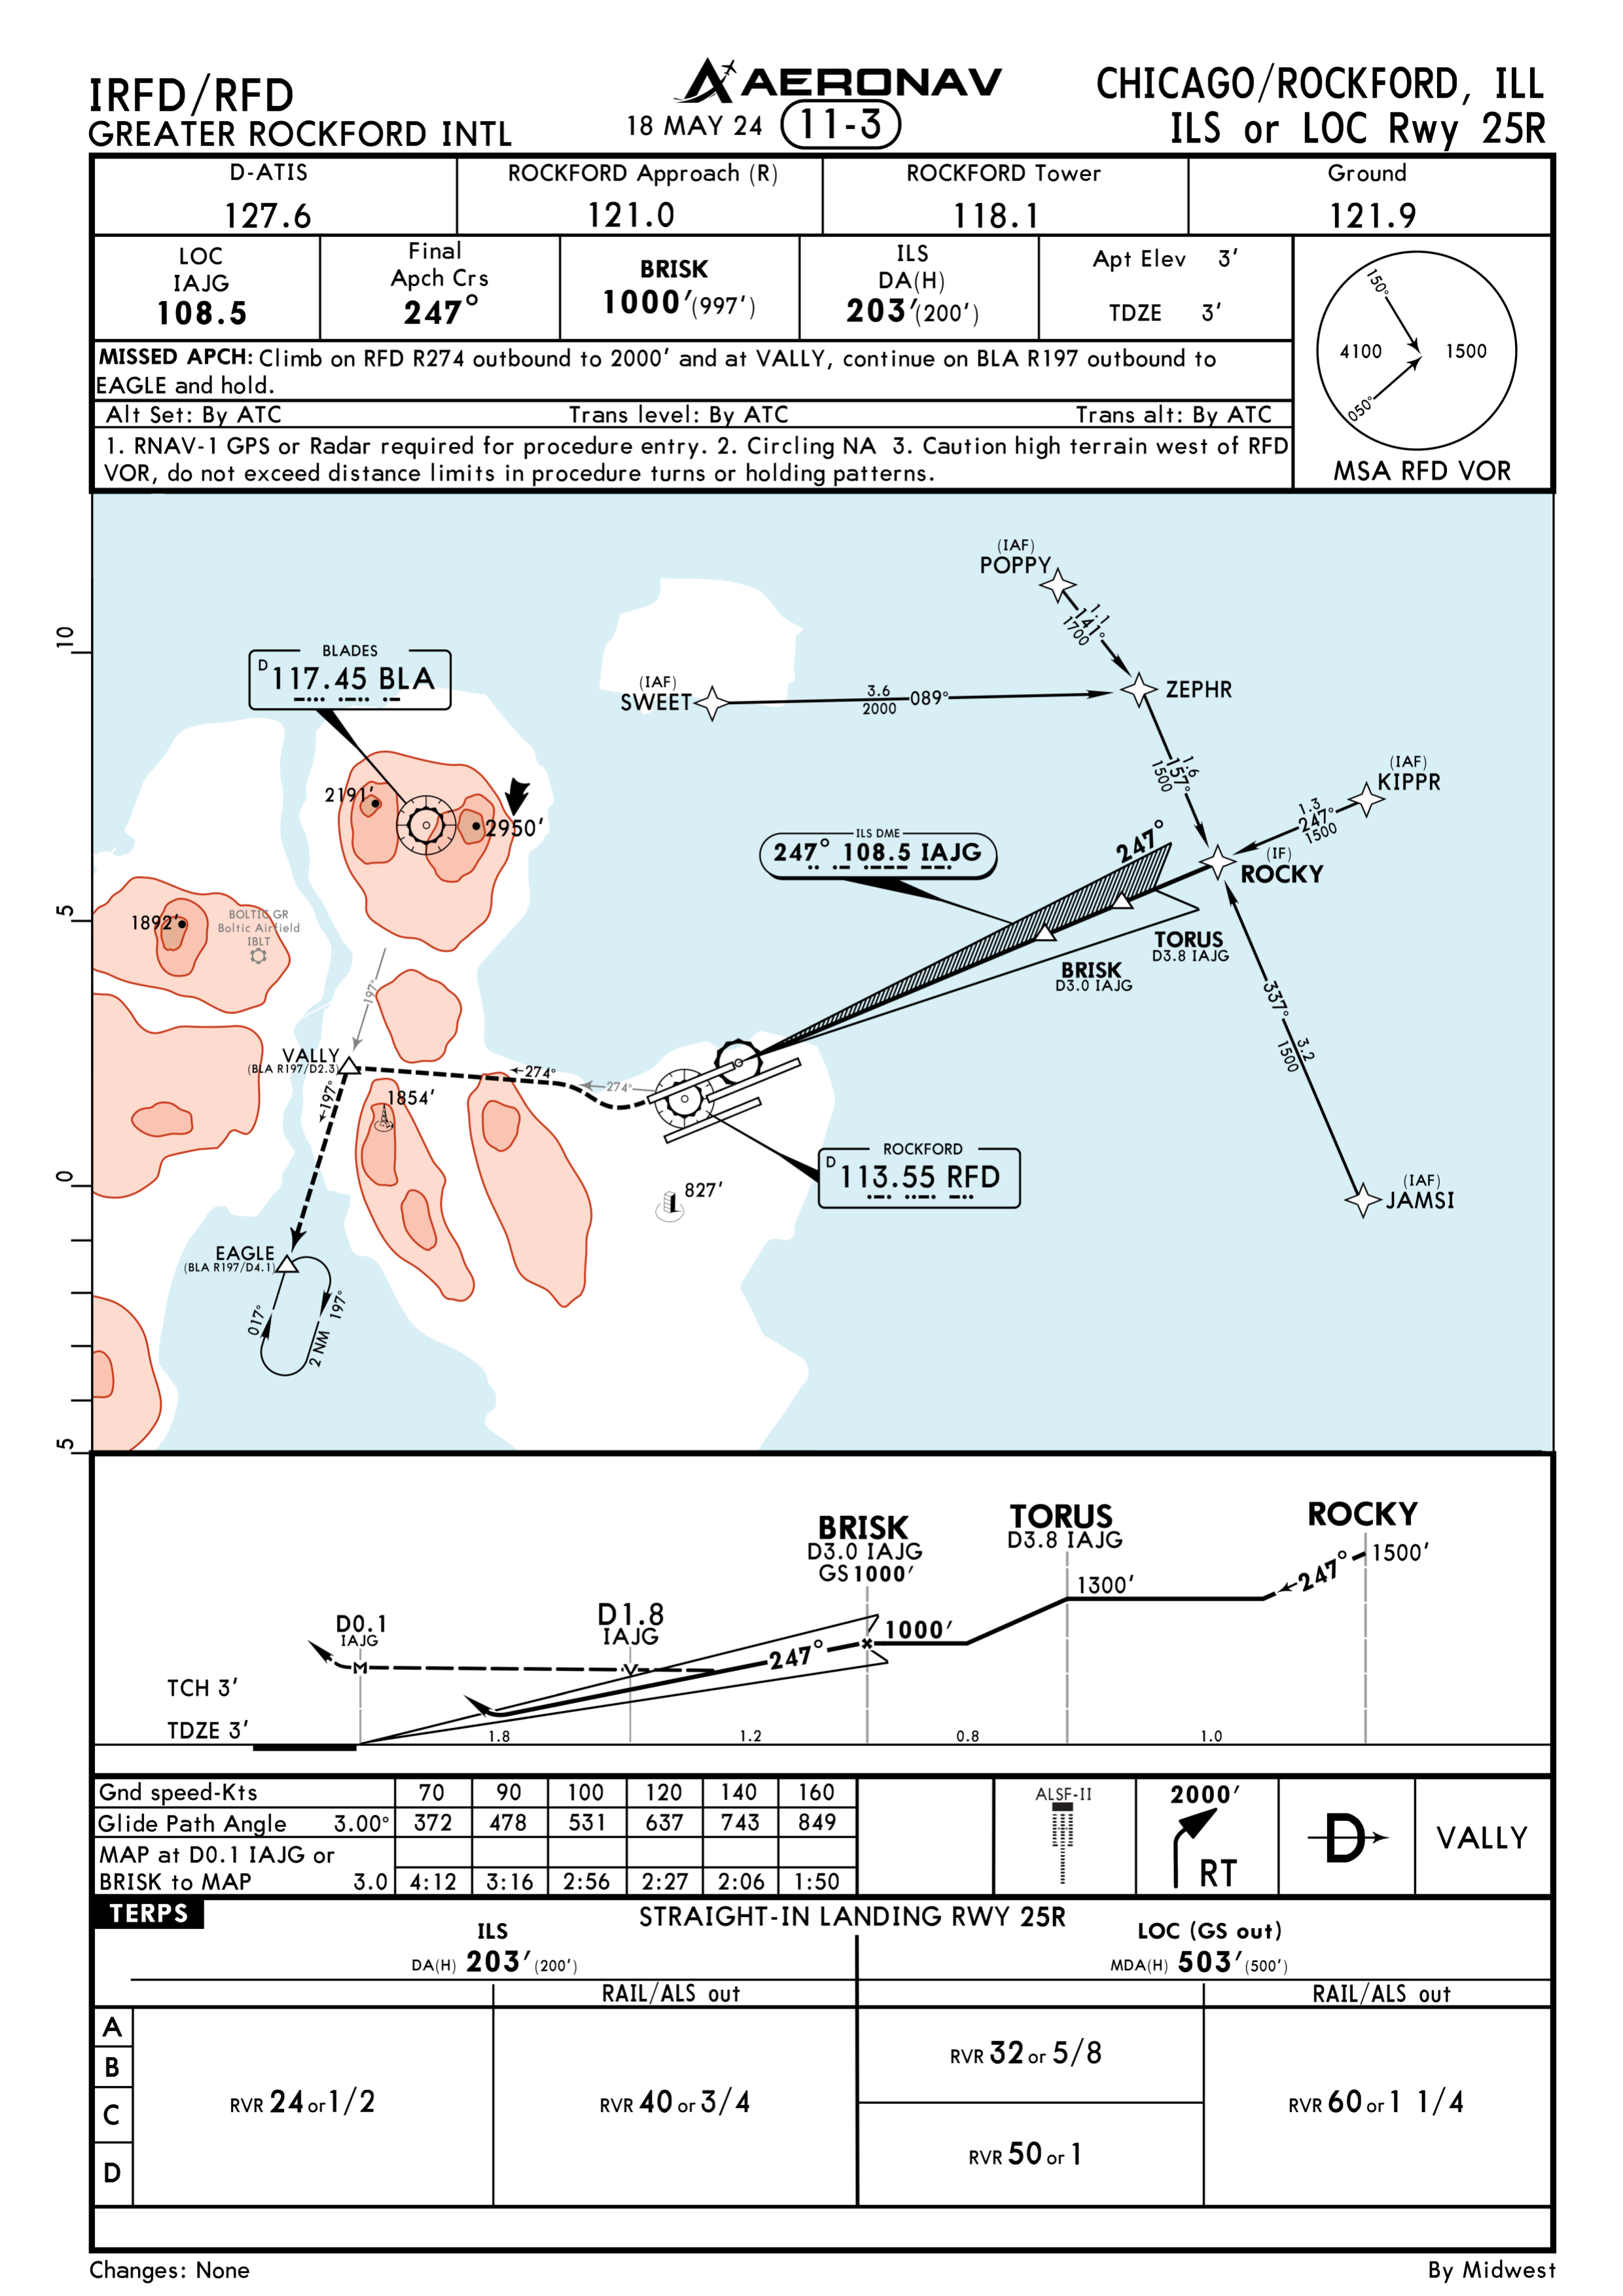 IRFD/RFD
GREATER ROCKFORD INTL
AERONAV
18 MAY 24 11-3
CHICAGO/ROCKFORD, ILL
ILS or LOC Rwy 25R
D-ATIS
127.6
ROCKFORD Approach (R)
121.0
ROCKFORD Tower
118.1
Ground
121.9
LOC
IAJG
108.5
Final
Apch Crs
247°
BRISK
1000'(997')
ILS
DA(H)
203'(200')
Apt Elev 3'
TDZE 3'
MISSED APCH: Climb on RFD R274 outbound to 2000' and at VALLY, continue on BLA R197 outbound to
EAGLE and hold.
Alt Set: By ATC Trans level: By ATC Trans alt: By ATC
1. RNAV-1 GPS or Radar required for procedure entry. 2. Circling NA 3. Caution high terrain west of RFD
VOR, do not exceed distance limits in procedure turns or holding patterns.
150°
4100 1500
050°
MSA RFD VOR
(IAF)
POPPY
1.1
141°
1700
(IAF)
SWEET
3.6
2000
089°
ZEPHR
1.6
157°
1500
(IAF)
KIPPR
1.3
247°
1500
(IF)
ROCKY
BLADES
D 117.45 BLA
2191'
2950'
ILS DME
247° 108.5 IAJG
247°
TORUS
D3.8 IAJG
BRISK
D3.0 IAJG
1892'
BOLTIC GR
Boltic Airfield
IBLT
197°
337°
3.2
1500
VALLY
(BLA R197/D2.3)
274°
274°
197°
1854'
ROCKFORD
D 113.55 RFD
827'
(IAF)
JAMSI
EAGLE
(BLA R197/D4.1)
017°
197°
2 NM
10
5
0
5
BRISK
D3.0 IAJG
GS 1000'
TORUS
D3.8 IAJG
ROCKY
1500'
247°
1300'
1000'
247°
D1.8
IAJG
D0.1
IAJG
M
V
TCH 3'
TDZE 3'
1.8 1.2 0.8 1.0
Gnd speed-Kts 70 90 100 120 140 160
Glide Path Angle 3.00° 372 478 531 637 743 849
MAP at D0.1 IAJG or
BRISK to MAP 3.0 4:12 3:16 2:56 2:27 2:06 1:50
ALSF-II
2000'
RT
D
VALLY
TERPS
STRAIGHT-IN LANDING RWY 25R
ILS
DA(H) 203'(200')
LOC (GS out)
MDA(H) 503'(500')
RAIL/ALS out
RAIL/ALS out
A
B
C
D
RVR 24 or 1/2
RVR 40 or 3/4
RVR 32 or 5/8
RVR 50 or 1
RVR 60 or 1 1/4
Changes: None
By Midwest